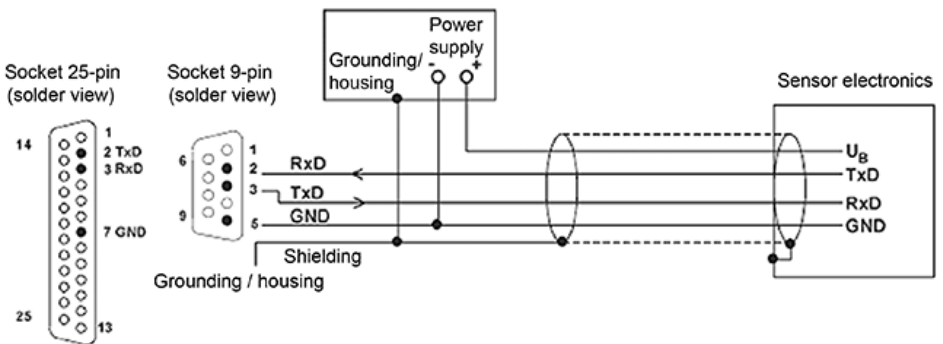 Socket 25-pin
(solder view)
14
1
2 TxD
3 RxD
7 GND
25
13
Socket 9-pin
(solder view)
6
9
1
2
3
5
RxD
TxD
GND
Shielding
Grounding / housing
Power
supply
- +
Grounding/
housing
Sensor electronics
UB
TxD
RxD
GND